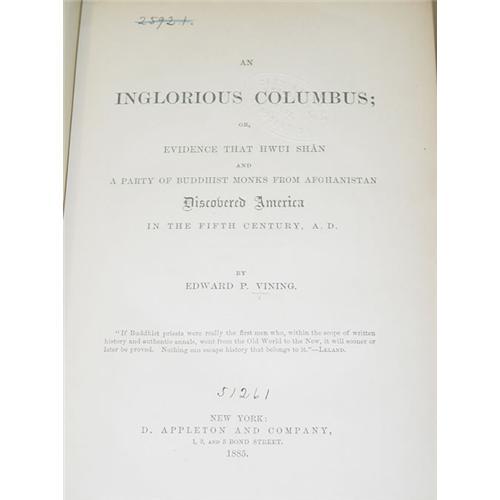 25921.
AN
INGLORIOUS COLUMBUS;
OR,
EVIDENCE THAT HWUI SHÂN
AND
A PARTY OF BUDDHIST MONKS FROM AFGHANISTAN
Discovered America
IN THE FIFTH CENTURY, A. D.
BY
EDWARD P. VINING.
"If Buddhist priests were really the first men who, within the scope of written
history and authentic annals, went from the Old World to the New, it will sooner or
later be proved. Nothing can escape history that belongs to it."—LELAND.
51261
NEW YORK:
D. APPLETON AND COMPANY,
1, 3, AND 5 BOND STREET.
1885.